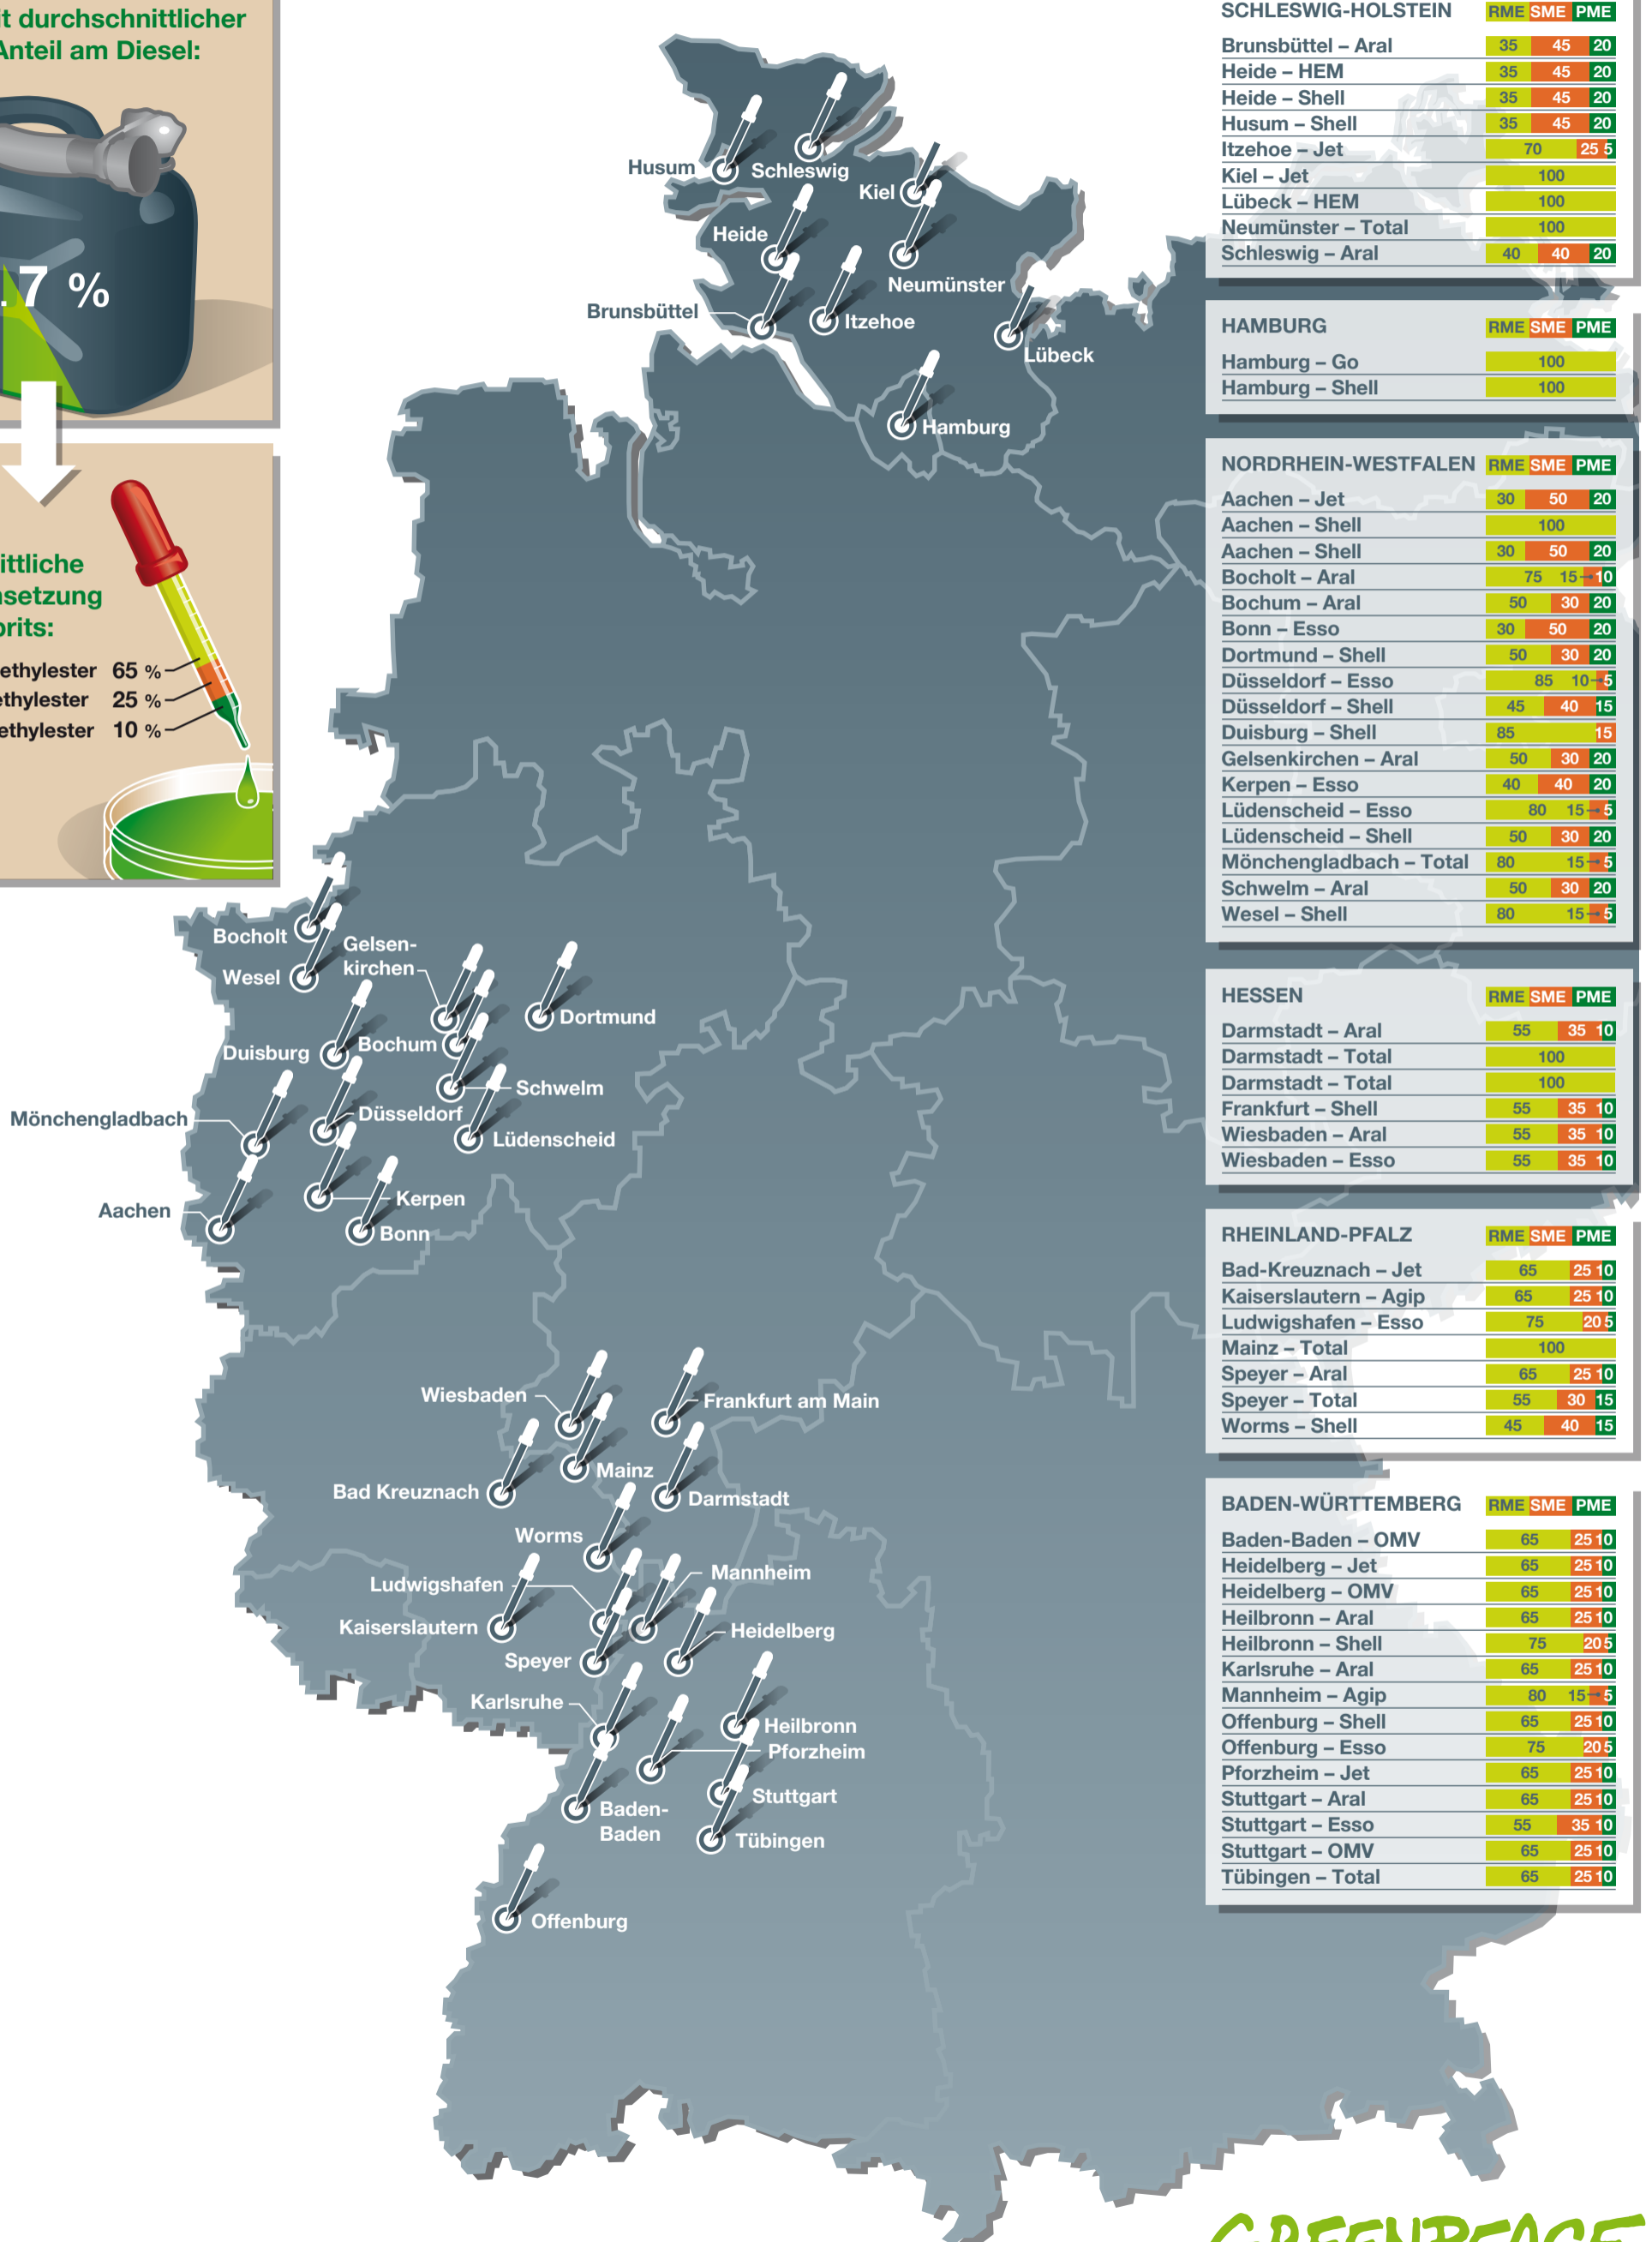 it durchschnittlicher
Anteil am Diesel:
.7 %
ittliche
nsetzung
prits:
ethylester 65 %
ethylester 25 %
ethylester 10 %
Husum
Schleswig
Kiel
Heide
Neumünster
Brunsbüttel
Itzehoe
Lübeck
Hamburg
Bocholt
Gelsen-
kirchen
Wesel
Dortmund
Duisburg
Bochum
Schwelm
Mönchengladbach
Düsseldorf
Lüdenscheid
Aachen
Kerpen
Bonn
Wiesbaden
Frankfurt am Main
Mainz
Bad Kreuznach
Darmstadt
Worms
Ludwigshafen
Mannheim
Kaiserslautern
Heidelberg
Speyer
Karlsruhe
Heilbronn
Pforzheim
Stuttgart
Baden-
Baden
Tübingen
Offenburg
SCHLESWIG-HOLSTEIN RME SME PME
Brunsbüttel – Aral 35 45 20
Heide – HEM 35 45 20
Heide – Shell 35 45 20
Husum – Shell 35 45 20
Itzehoe – Jet 70 25 5
Kiel – Jet 100
Lübeck – HEM 100
Neumünster – Total 100
Schleswig – Aral 40 40 20
HAMBURG RME SME PME
Hamburg – Go 100
Hamburg – Shell 100
NORDRHEIN-WESTFALEN RME SME PME
Aachen – Jet 30 50 20
Aachen – Shell 100
Aachen – Shell 30 50 20
Bocholt – Aral 75 15 10
Bochum – Aral 50 30 20
Bonn – Esso 30 50 20
Dortmund – Shell 50 30 20
Düsseldorf – Esso 85 10 5
Düsseldorf – Shell 45 40 15
Duisburg – Shell 85 15
Gelsenkirchen – Aral 50 30 20
Kerpen – Esso 40 40 20
Lüdenscheid – Esso 80 15 5
Lüdenscheid – Shell 50 30 20
Mönchengladbach – Total 80 15 5
Schwelm – Aral 50 30 20
Wesel – Shell 80 15 5
HESSEN RME SME PME
Darmstadt – Aral 55 35 10
Darmstadt – Total 100
Darmstadt – Total 100
Frankfurt – Shell 55 35 10
Wiesbaden – Aral 55 35 10
Wiesbaden – Esso 55 35 10
RHEINLAND-PFALZ RME SME PME
Bad-Kreuznach – Jet 65 25 10
Kaiserslautern – Agip 65 25 10
Ludwigshafen – Esso 75 20 5
Mainz – Total 100
Speyer – Aral 65 25 10
Speyer – Total 55 30 15
Worms – Shell 45 40 15
BADEN-WÜRTTEMBERG RME SME PME
Baden-Baden – OMV 65 25 10
Heidelberg – Jet 65 25 10
Heidelberg – OMV 65 25 10
Heilbronn – Aral 65 25 10
Heilbronn – Shell 75 20 5
Karlsruhe – Aral 65 25 10
Mannheim – Agip 80 15 5
Offenburg – Shell 65 25 10
Offenburg – Esso 75 20 5
Pforzheim – Jet 65 25 10
Stuttgart – Aral 65 25 10
Stuttgart – Esso 55 35 10
Stuttgart – OMV 65 25 10
Tübingen – Total 65 25 10
GREENPEACE